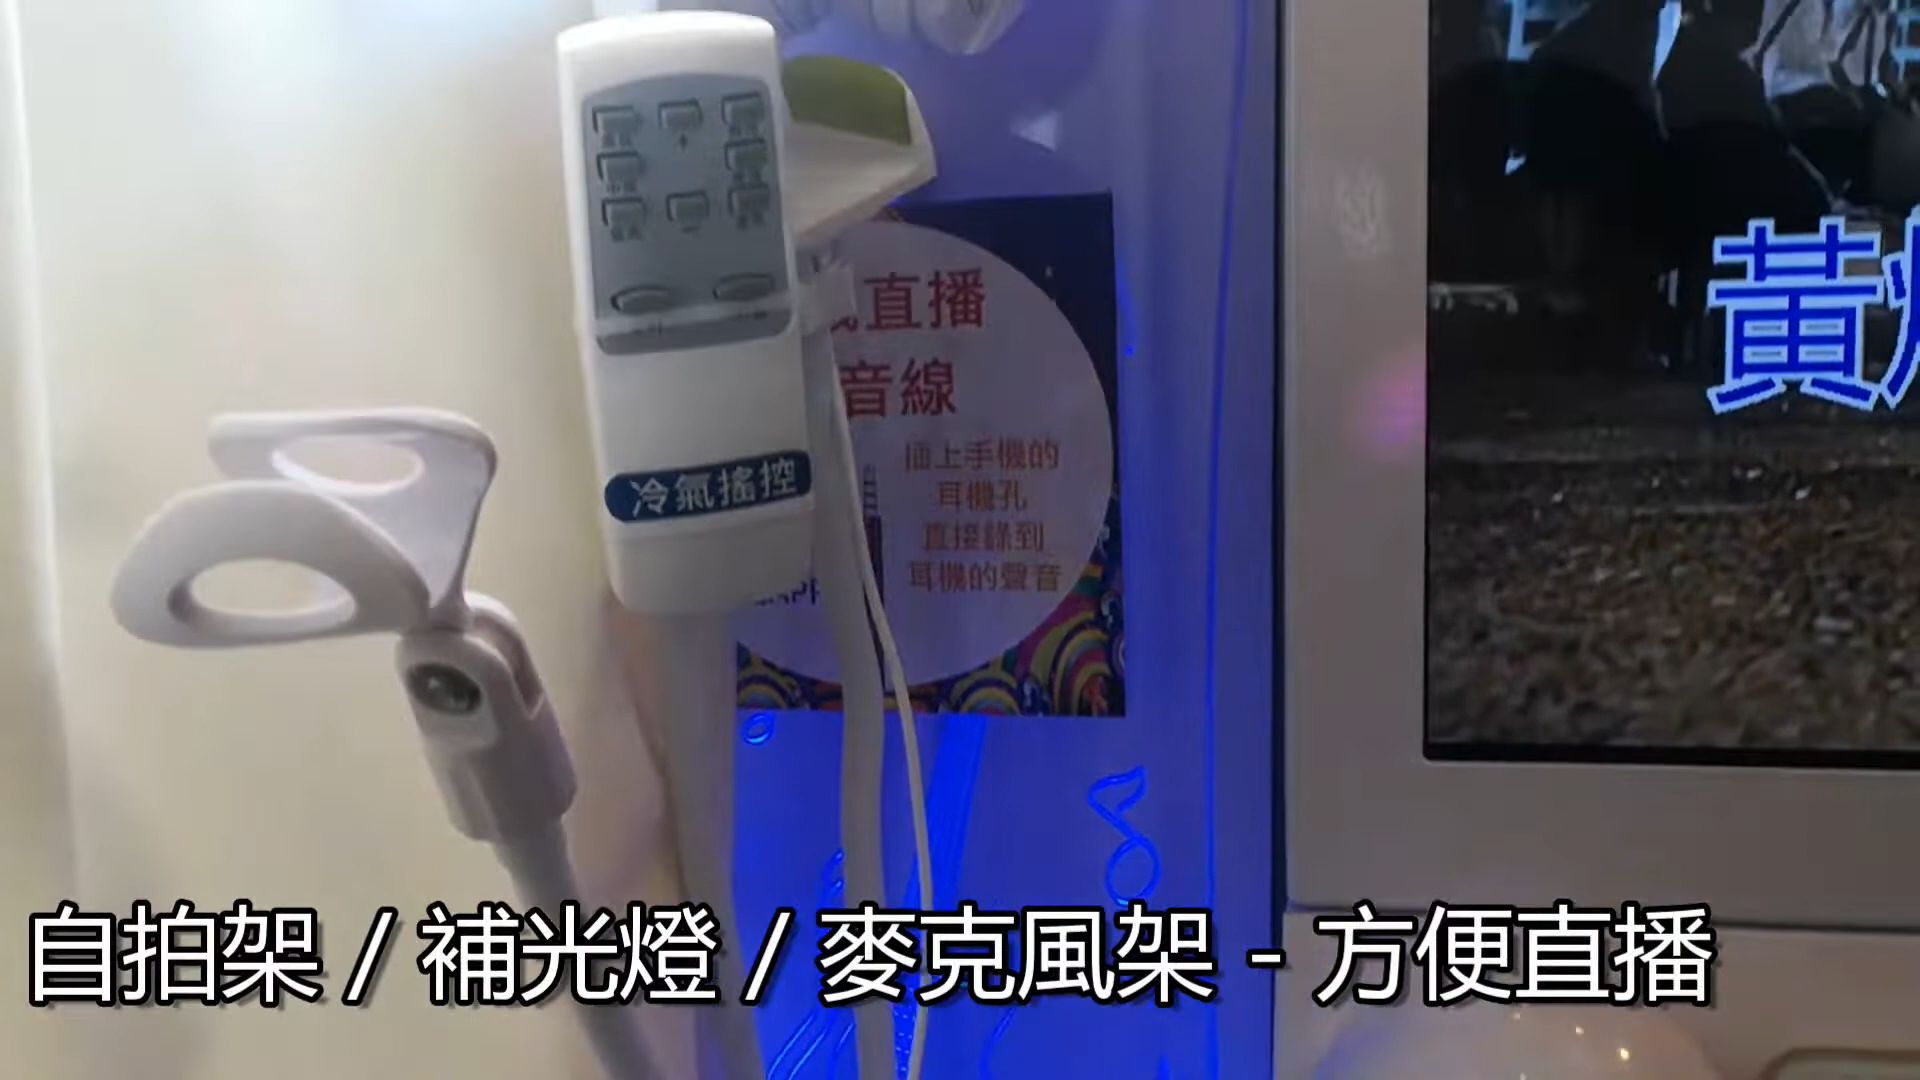 直播
音線
插上手機的
耳機孔
直接錄到
耳機的聲音
冷氣搖控
黃
自拍架 / 補光燈 / 麥克風架 - 方便直播